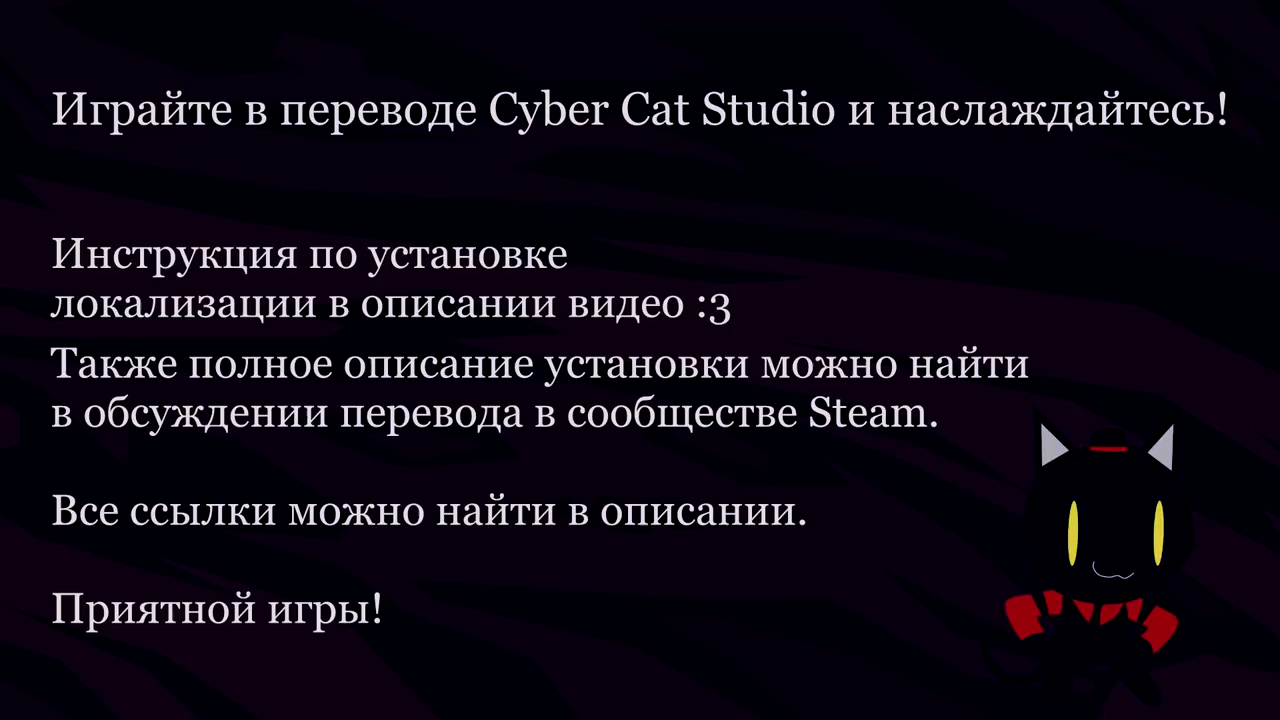 Играйте в переводе Cyber Cat Studio и наслаждайтесь!
Инструкция по установке
локализации в описании видео :3
Также полное описание установки можно найти
в обсуждении перевода в сообществе Steam.
Все ссылки можно найти в описании.
Приятной игры!